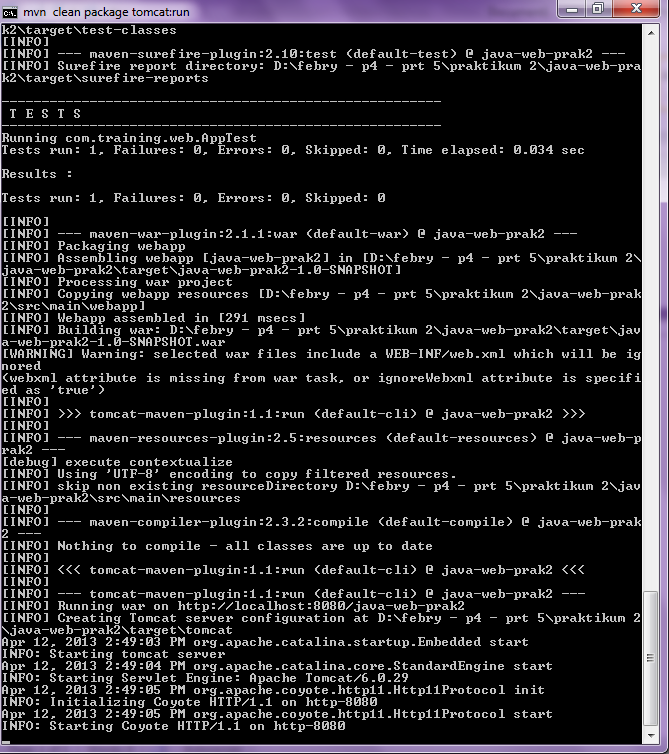 mvn  clean package tomcat:run
k2\target\test-classes
[INFO]
[INFO] --- maven-surefire-plugin:2.10:test (default-test) @ java-web-prak2 ---
[INFO] Surefire report directory: D:\febry - p4 - prt 5\praktikum 2\java-web-pra
k2\target\surefire-reports
-------------------------------------------------------
 T E S T S
-------------------------------------------------------
Running com.training.web.AppTest
Tests run: 1, Failures: 0, Errors: 0, Skipped: 0, Time elapsed: 0.034 sec
Results :
Tests run: 1, Failures: 0, Errors: 0, Skipped: 0
[INFO]
[INFO] --- maven-war-plugin:2.1.1:war (default-war) @ java-web-prak2 ---
[INFO] Packaging webapp
[INFO] Assembling webapp [java-web-prak2] in [D:\febry - p4 - prt 5\praktikum 2\
java-web-prak2\target\java-web-prak2-1.0-SNAPSHOT]
[INFO] Processing war project
[INFO] Copying webapp resources [D:\febry - p4 - prt 5\praktikum 2\java-web-prak
2\src\main\webapp]
[INFO] Webapp assembled in [291 msecs]
[INFO] Building war: D:\febry - p4 - prt 5\praktikum 2\java-web-prak2\target\jav
a-web-prak2-1.0-SNAPSHOT.war
[WARNING] Warning: selected war files include a WEB-INF/web.xml which will be ig
nored
(webxml attribute is missing from war task, or ignoreWebxml attribute is specifi
ed as 'true')
[INFO]
[INFO] >>> tomcat-maven-plugin:1.1:run (default-cli) @ java-web-prak2 >>>
[INFO]
[INFO] --- maven-resources-plugin:2.5:resources (default-resources) @ java-web-p
rak2 ---
[debug] execute contextualize
[INFO] Using 'UTF-8' encoding to copy filtered resources.
[INFO] skip non existing resourceDirectory D:\febry - p4 - prt 5\praktikum 2\jav
a-web-prak2\src\main\resources
[INFO]
[INFO] --- maven-compiler-plugin:2.3.2:compile (default-compile) @ java-web-prak
2 ---
[INFO] Nothing to compile - all classes are up to date
[INFO]
[INFO] <<< tomcat-maven-plugin:1.1:run (default-cli) @ java-web-prak2 <<<
[INFO]
[INFO] --- tomcat-maven-plugin:1.1:run (default-cli) @ java-web-prak2 ---
[INFO] Running war on http://localhost:8080/java-web-prak2
[INFO] Creating Tomcat server configuration at D:\febry - p4 - prt 5\praktikum 2
\java-web-prak2\target\tomcat
Apr 12, 2013 2:49:03 PM org.apache.catalina.startup.Embedded start
INFO: Starting tomcat server
Apr 12, 2013 2:49:04 PM org.apache.catalina.core.StandardEngine start
INFO: Starting Servlet Engine: Apache Tomcat/6.0.29
Apr 12, 2013 2:49:05 PM org.apache.coyote.http11.Http11Protocol init
INFO: Initializing Coyote HTTP/1.1 on http-8080
Apr 12, 2013 2:49:05 PM org.apache.coyote.http11.Http11Protocol start
INFO: Starting Coyote HTTP/1.1 on http-8080